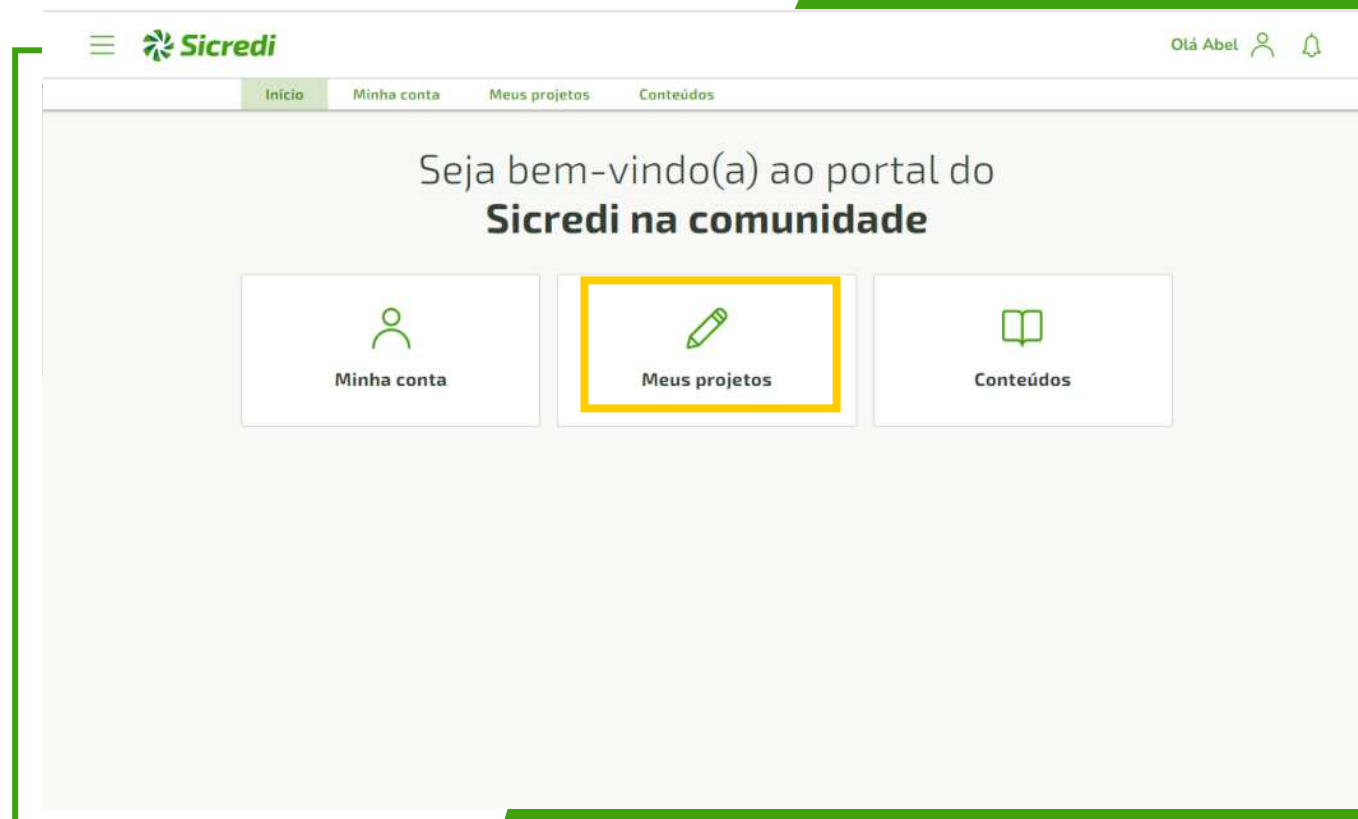 Sicredi
Olá Abel
Início Minha conta Meus projetos Conteúdos
Seja bem-vindo(a) ao portal do
Sicredi na comunidade
Minha conta
Meus projetos
Conteúdos